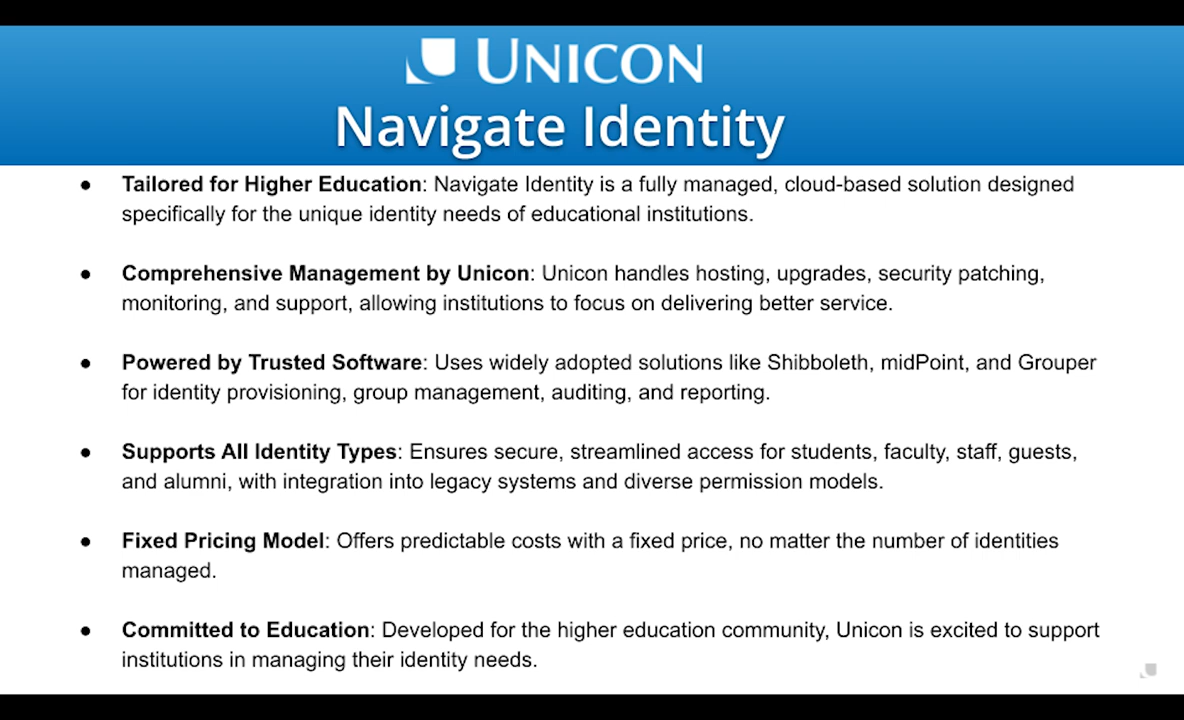 UNICON
Navigate Identity
● Tailored for Higher Education: Navigate Identity is a fully managed, cloud-based solution designed
specifically for the unique identity needs of educational institutions.
● Comprehensive Management by Unicon: Unicon handles hosting, upgrades, security patching,
monitoring, and support, allowing institutions to focus on delivering better service.
● Powered by Trusted Software: Uses widely adopted solutions like Shibboleth, midPoint, and Grouper
for identity provisioning, group management, auditing, and reporting.
● Supports All Identity Types: Ensures secure, streamlined access for students, faculty, staff, guests,
and alumni, with integration into legacy systems and diverse permission models.
● Fixed Pricing Model: Offers predictable costs with a fixed price, no matter the number of identities
managed.
● Committed to Education: Developed for the higher education community, Unicon is excited to support
institutions in managing their identity needs.